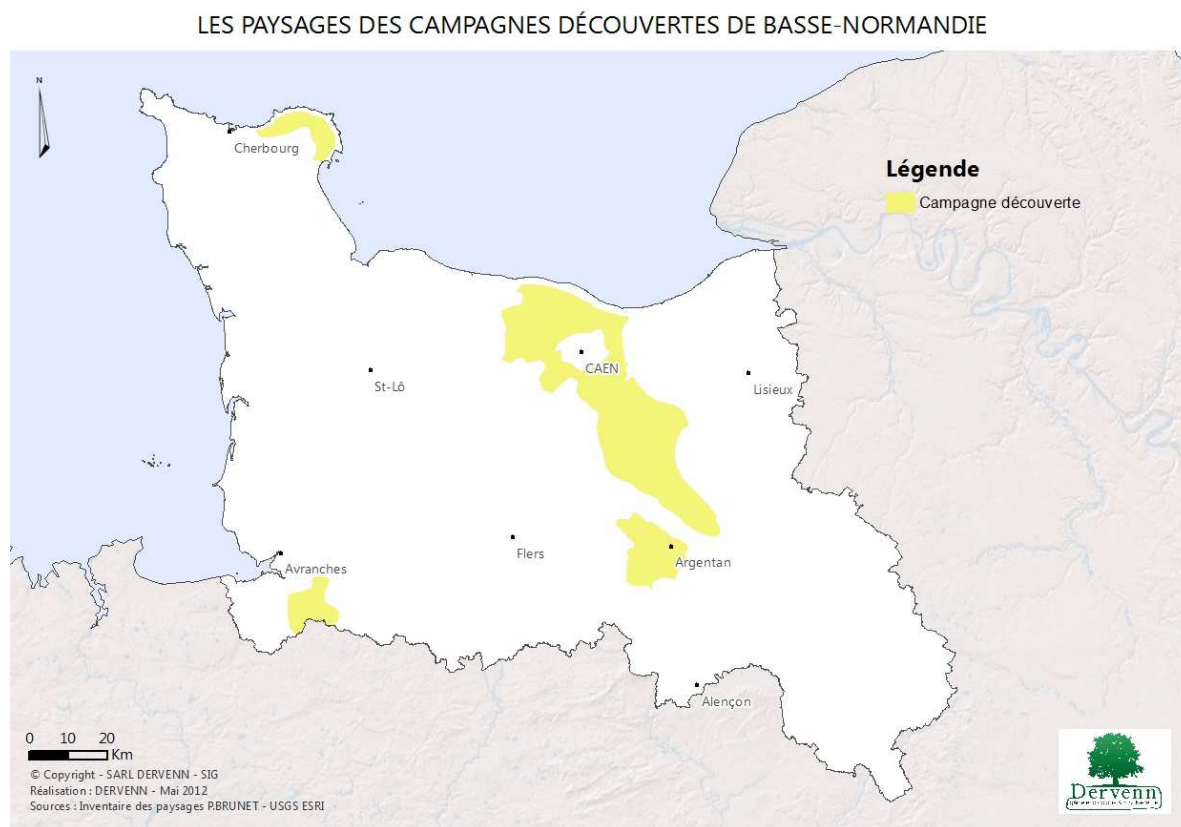 LES PAYSAGES DES CAMPAGNES DÉCOUVERTES DE BASSE-NORMANDIE
N
Cherbourg
Légende
Campagne découverte
CAEN
St-Lô
Lisieux
Flers
Argentan
Avranches
Alençon
0 10 20
Km
© Copyright - SARL DERVENN - SIG
Réalisation : DERVENN - Mai 2012
Sources : Inventaire des paysages P.BRUNET - USGS ESRI
Dervenn